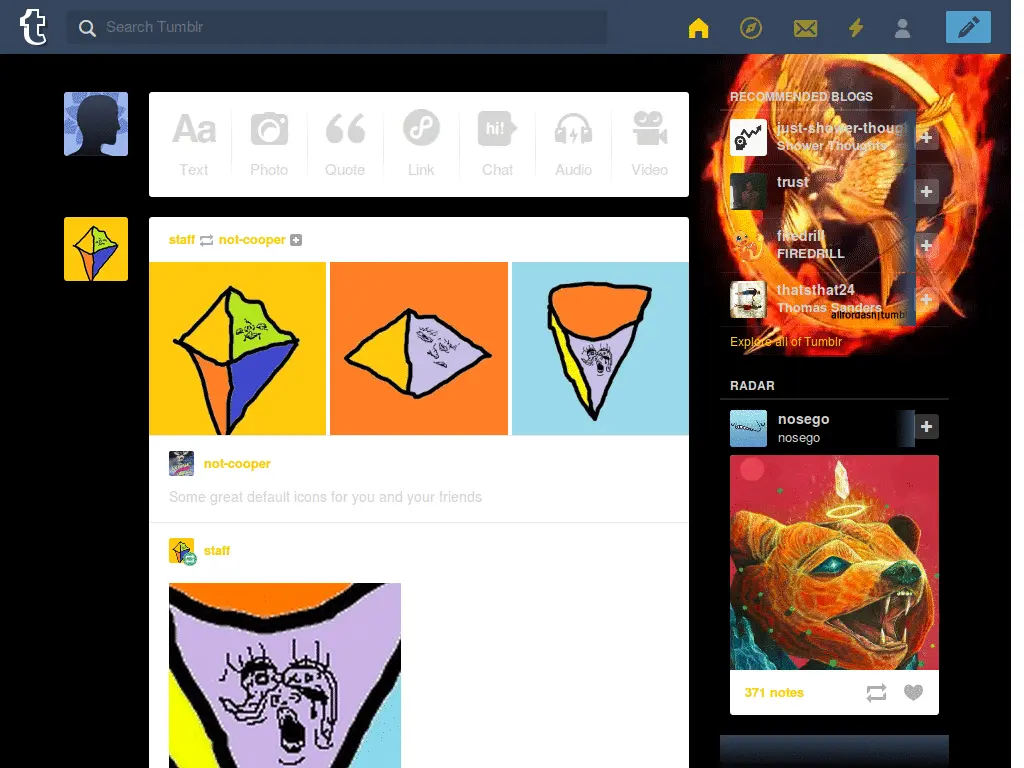 t
Search Tumblr
Aa
hi!
Text
Photo
Quote
Link
Chat
Audio
Video
staff not-cooper
not-cooper
Some great default icons for you and your friends
staff
RECOMMENDED BLOGS
just-shower-thoug
Shower Thoughts
trust
firedrill
FIREDRILL
thatsthat24
Thomas Sanders
Explore all of Tumblr
RADAR
nosego
nosego
371 notes